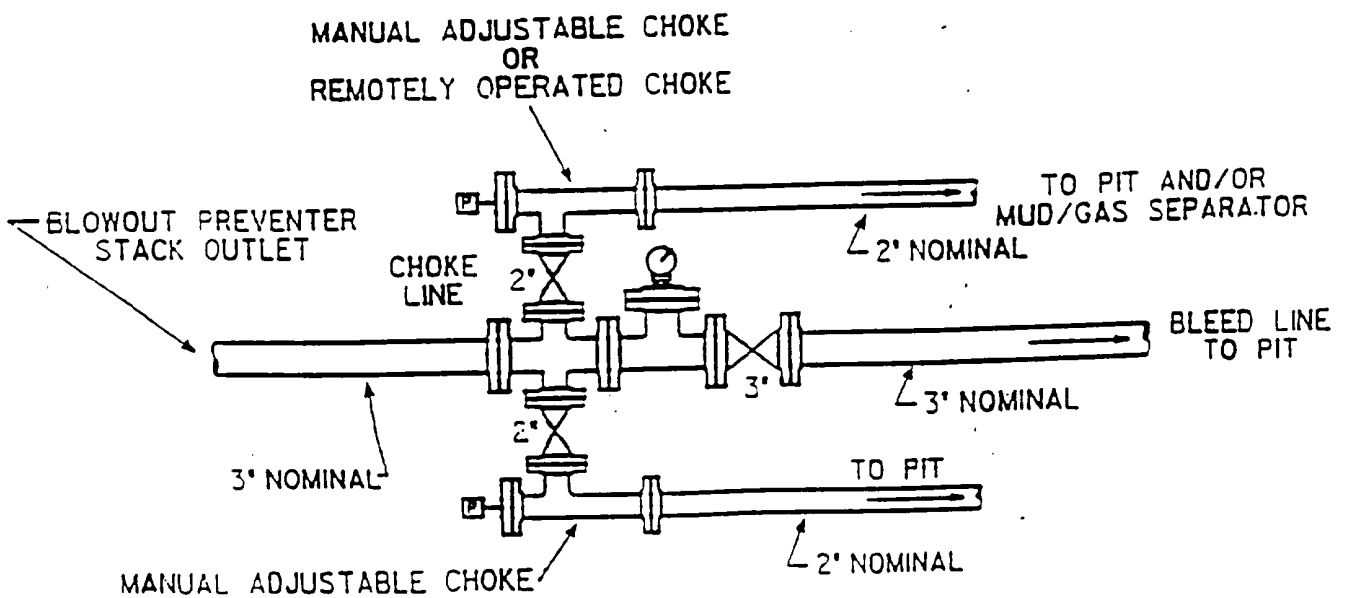 MANUAL ADJUSTABLE CHOKE
OR
REMOTELY OPERATED CHOKE
P
TO PIT AND/OR
MUD/GAS SEPARATOR
BLOWOUT PREVENTER
STACK OUTLET
2" NOMINAL
CHOKE
LINE
2"
BLEED LINE
TO PIT
3"
3" NOMINAL
2"
3" NOMINAL
TO PIT
P
2" NOMINAL
MANUAL ADJUSTABLE CHOKE